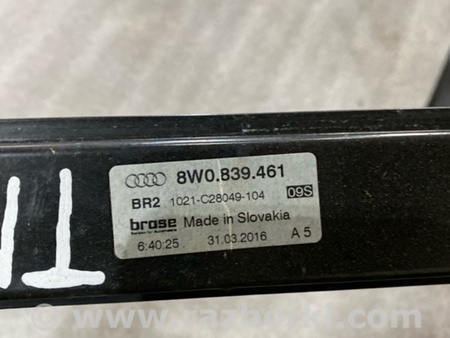 8W0.839.461
BR2 1021-C28049-104 09S
brose Made in Slovakia
6:40:25 31.03.2016 A 5